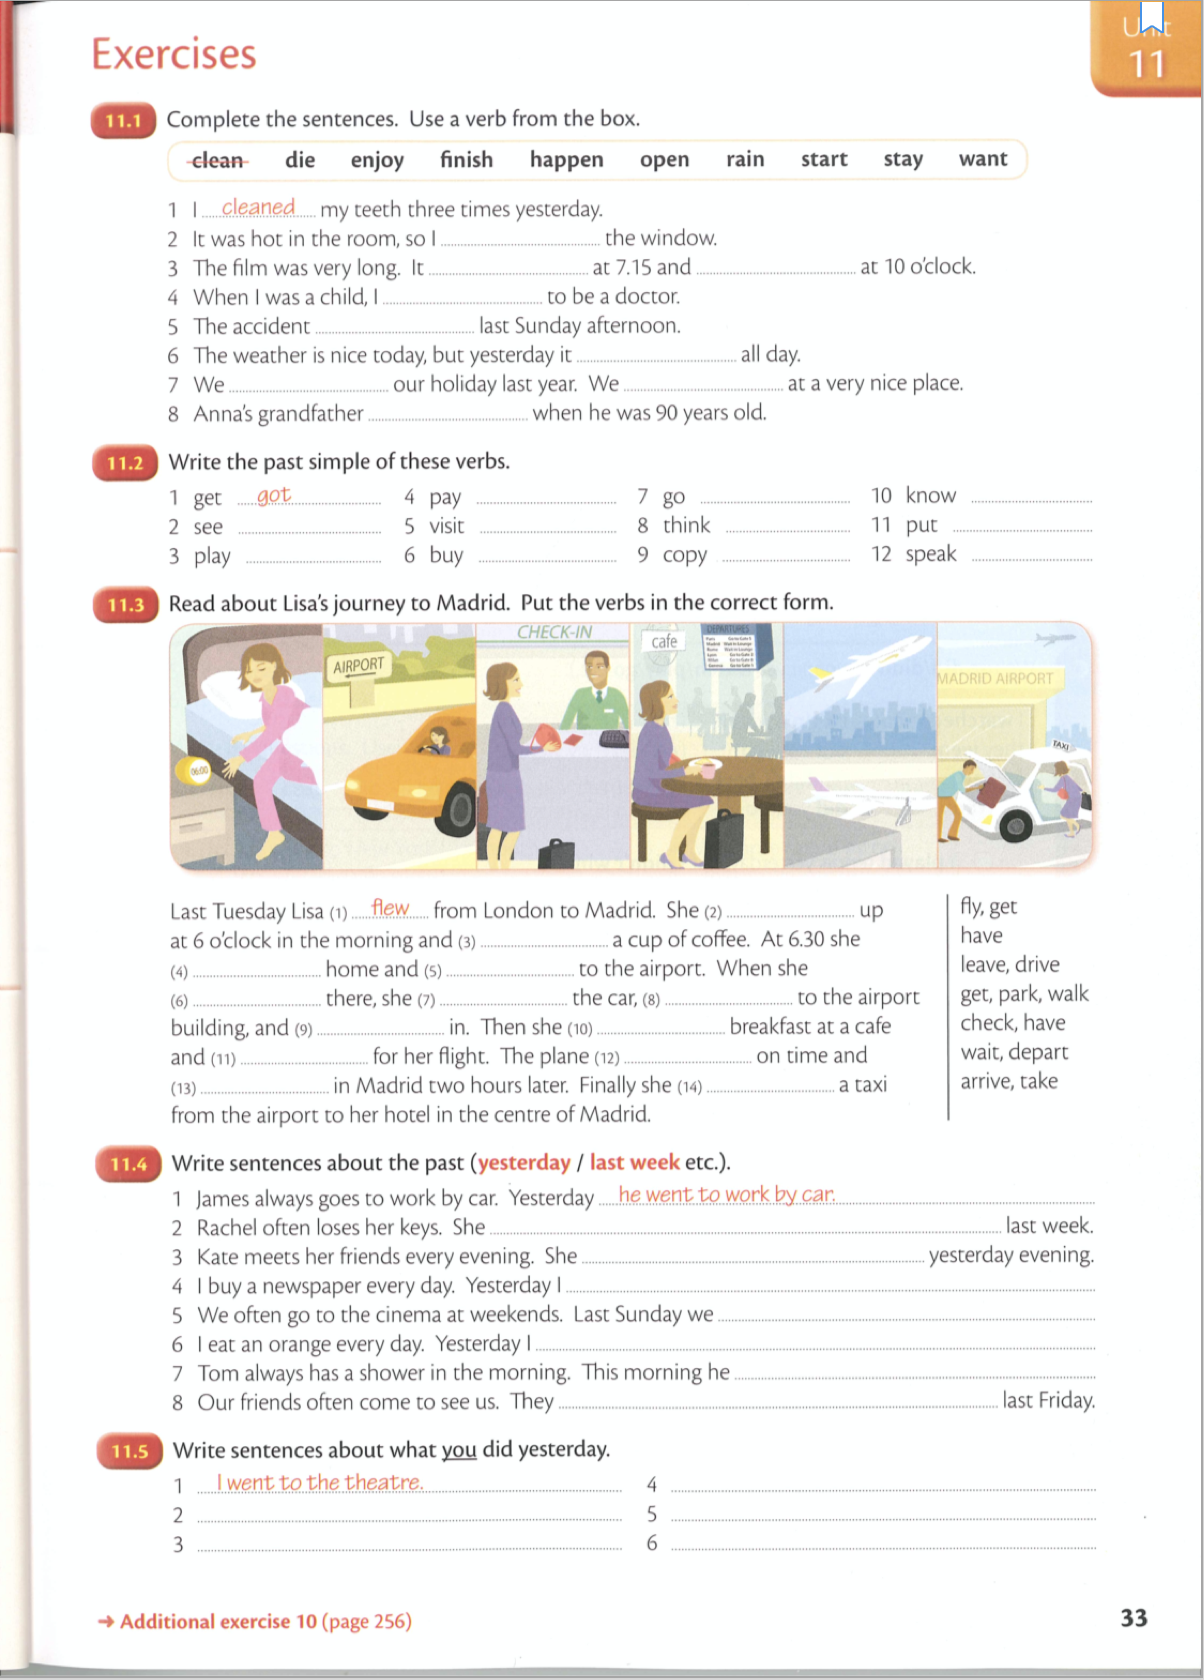 Unit
11
Exercises
11.1 Complete the sentences. Use a verb from the box.
clean die enjoy finish happen open rain start stay want
1 I cleaned my teeth three times yesterday.
2 It was hot in the room, so I ........ the window.
3 The film was very long. It ........ at 7.15 and ........ at 10 o'clock.
4 When I was a child, I ........ to be a doctor.
5 The accident ........ last Sunday afternoon.
6 The weather is nice today, but yesterday it ........ all day.
7 We ........ our holiday last year. We ........ at a very nice place.
8 Anna's grandfather ........ when he was 90 years old.
11.2 Write the past simple of these verbs.
1 get got 4 pay ........ 7 go ........ 10 know ........
2 see ........ 5 visit ........ 8 think ........ 11 put ........
3 play ........ 6 buy ........ 9 copy ........ 12 speak ........
11.3 Read about Lisa's journey to Madrid. Put the verbs in the correct form.
06:00
AIRPORT
CHECK-IN
cafe
DEPARTURES
MADRID AIRPORT
TAXI
Last Tuesday Lisa (1) flew from London to Madrid. She (2) ........ up
at 6 o'clock in the morning and (3) ........ a cup of coffee. At 6.30 she
(4) ........ home and (5) ........ to the airport. When she
(6) ........ there, she (7) ........ the car, (8) ........ to the airport
building, and (9) ........ in. Then she (10) ........ breakfast at a cafe
and (11) ........ for her flight. The plane (12) ........ on time and
(13) ........ in Madrid two hours later. Finally she (14) ........ a taxi
from the airport to her hotel in the centre of Madrid.
fly, get
have
leave, drive
get, park, walk
check, have
wait, depart
arrive, take
11.4 Write sentences about the past (yesterday / last week etc.).
1 James always goes to work by car. Yesterday he went to work by car.
2 Rachel often loses her keys. She ........ last week.
3 Kate meets her friends every evening. She ........ yesterday evening.
4 I buy a newspaper every day. Yesterday I ........
5 We often go to the cinema at weekends. Last Sunday we ........
6 I eat an orange every day. Yesterday I ........
7 Tom always has a shower in the morning. This morning he ........
8 Our friends often come to see us. They ........ last Friday.
11.5 Write sentences about what you did yesterday.
1 I went to the theatre. 4 ........
2 ........ 5 ........
3 ........ 6 ........
➜ Additional exercise 10 (page 256)
33